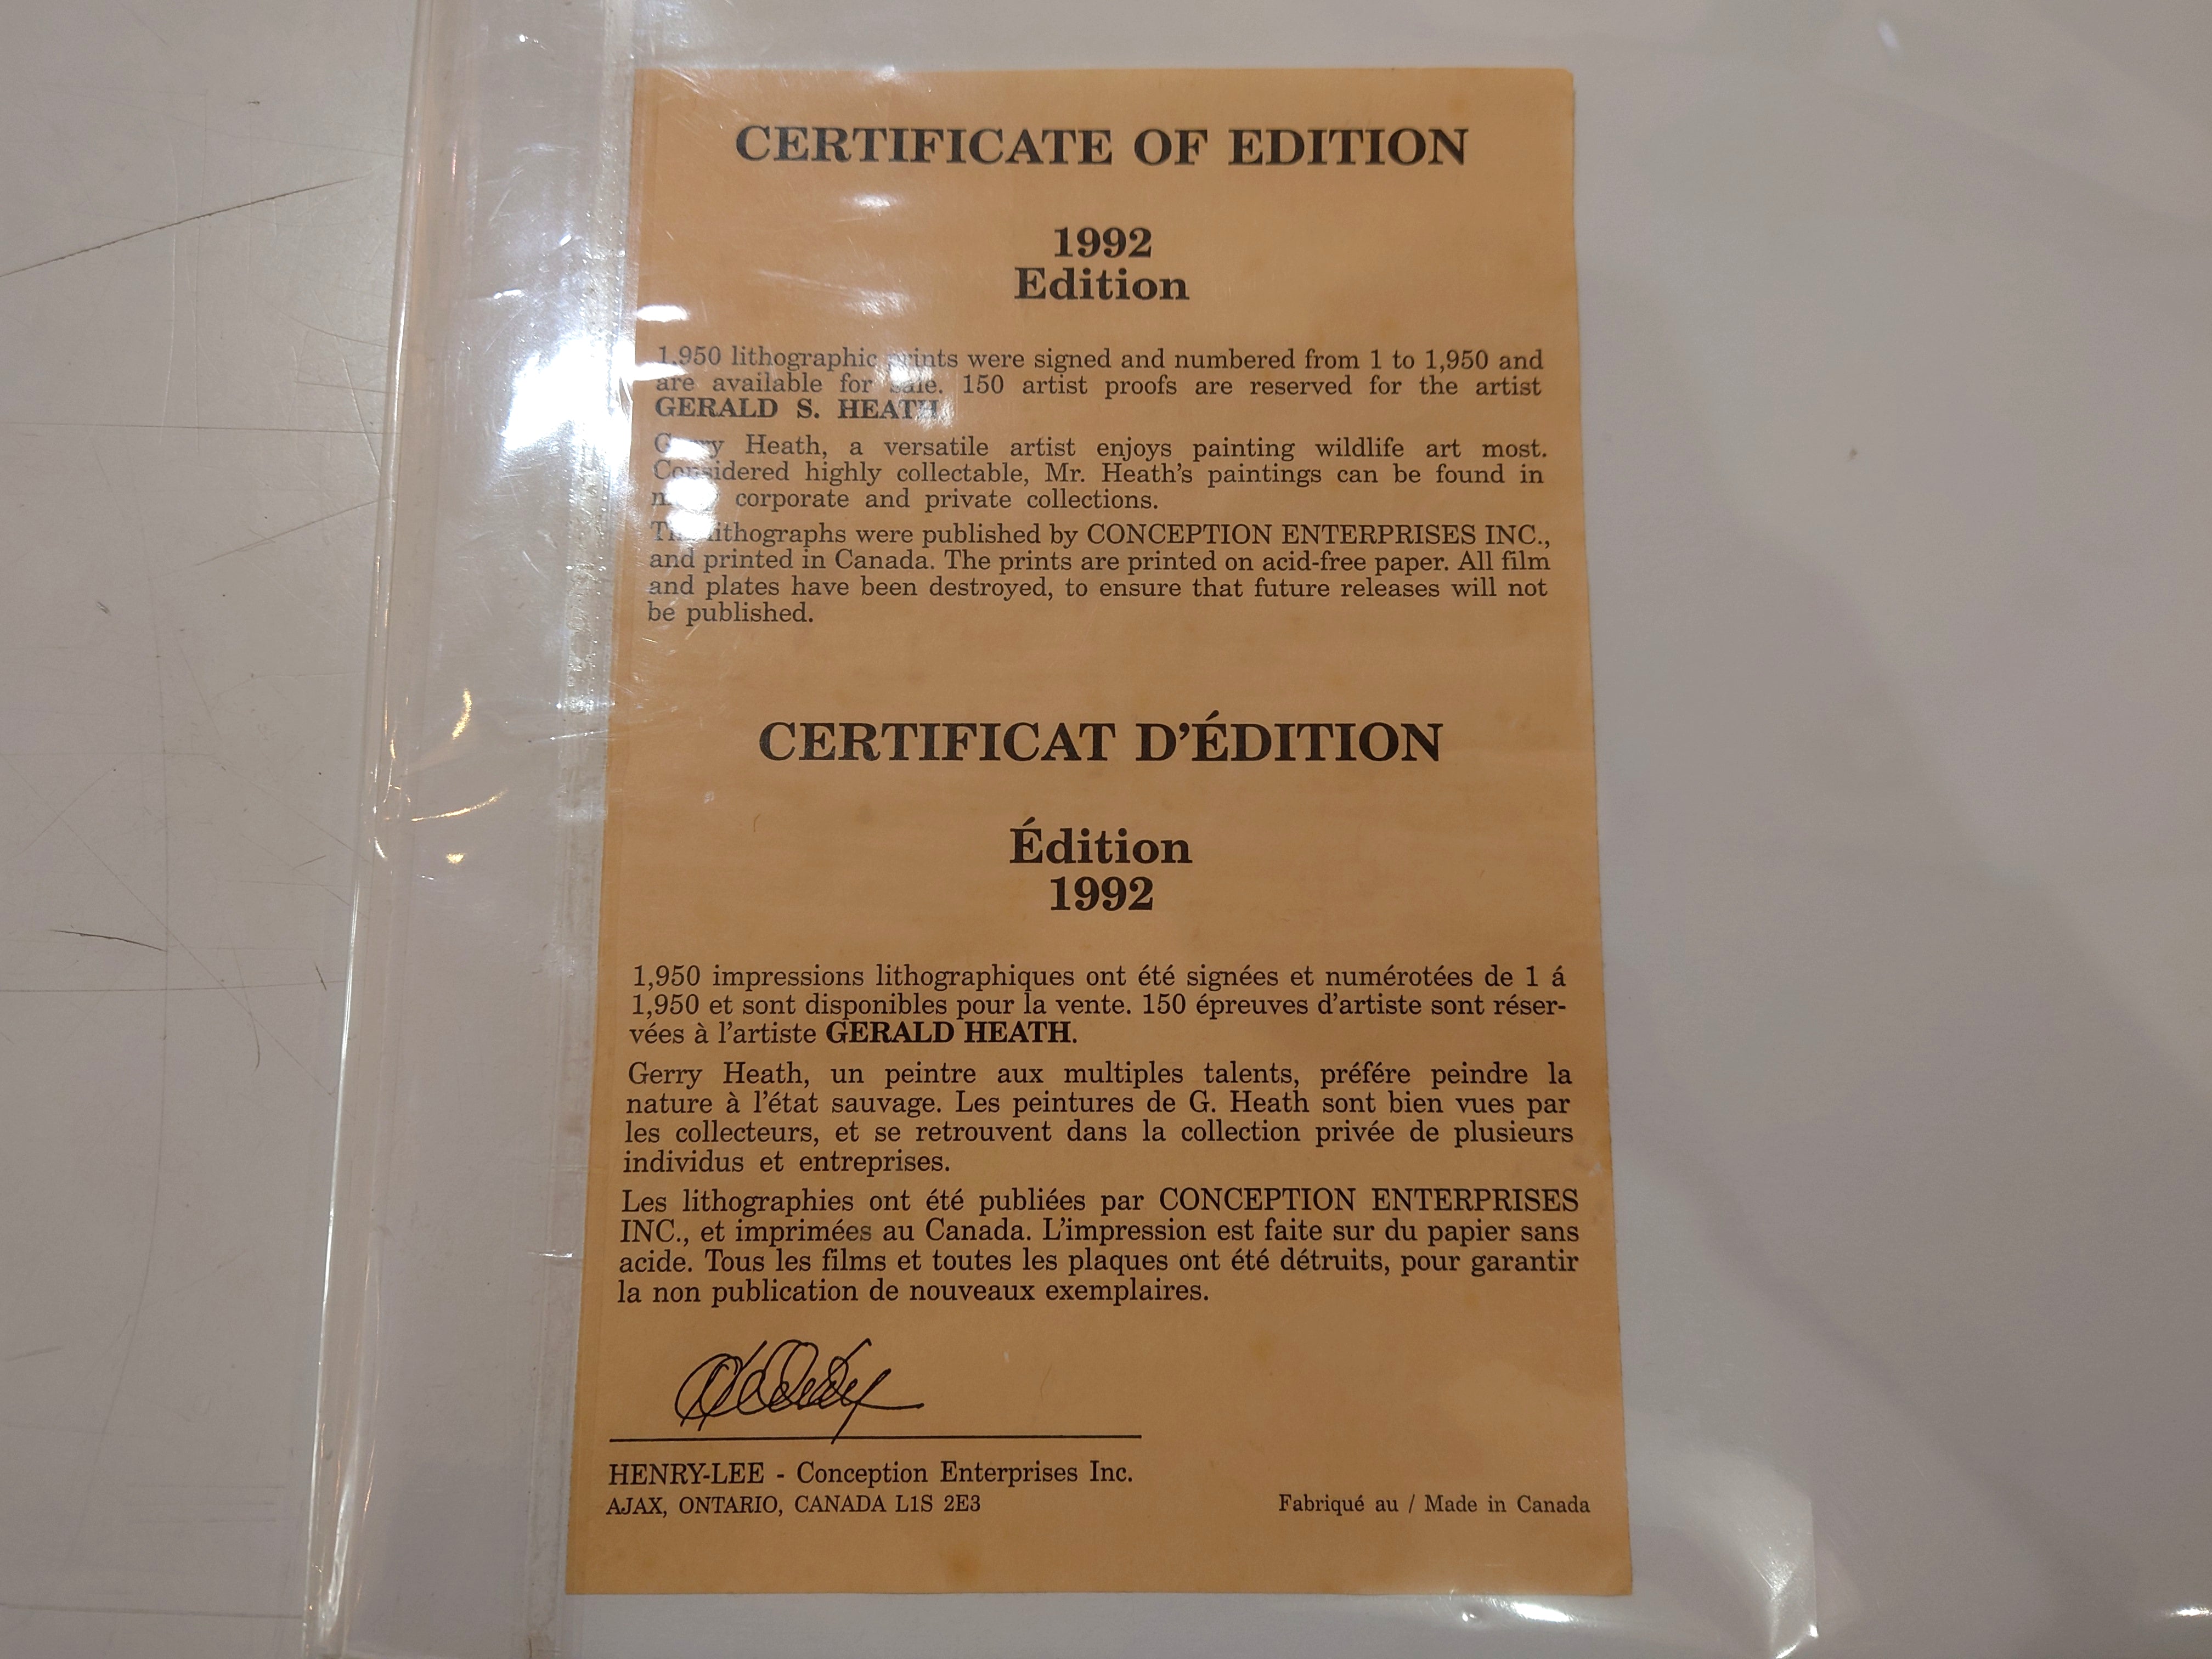 CERTIFICATE OF EDITION
1992
Edition
1,950 lithographic prints were signed and numbered from 1 to 1,950 and
are available for sale. 150 artist proofs are reserved for the artist
GERALD S. HEATH
Gerry Heath, a versatile artist enjoys painting wildlife art most.
Considered highly collectable, Mr. Heath's paintings can be found in
corporate and private collections.
The lithographs were published by CONCEPTION ENTERPRISES INC.,
and printed in Canada. The prints are printed on acid-free paper. All film
and plates have been destroyed, to ensure that future releases will not
be published.
CERTIFICAT D'ÉDITION
Édition
1992
1,950 impressions lithographiques ont été signées et numérotées de 1 á
1,950 et sont disponibles pour la vente. 150 épreuves d'artiste sont réser-
vées à l'artiste GERALD HEATH.
Gerry Heath, un peintre aux multiples talents, préfére peindre la
nature à l'état sauvage. Les peintures de G. Heath sont bien vues par
les collecteurs, et se retrouvent dans la collection privée de plusieurs
individus et entreprises.
Les lithographies ont été publiées par CONCEPTION ENTERPRISES
INC., et imprimées au Canada. L'impression est faite sur du papier sans
acide. Tous les films et toutes les plaques ont été détruits, pour garantir
la non publication de nouveaux exemplaires.
HENRY-LEE - Conception Enterprises Inc.
AJAX, ONTARIO, CANADA L1S 2E3
Fabriqué au / Made in Canada